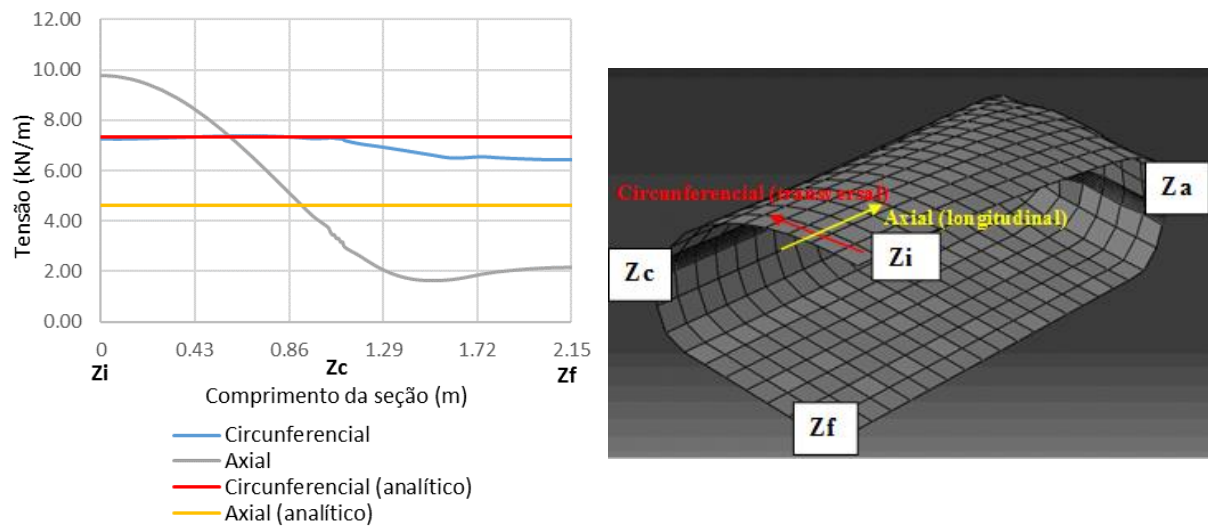 12.00
10.00
8.00
6.00
4.00
2.00
0.00
Tensão (kN/m)
0 0.43 0.86 1.29 1.72 2.15
Zi Zc Zf
Comprimento da seção (m)
Circunferencial
Axial
Circunferencial (analítico)
Axial (analítico)
Circunferencial (transversal)
Axial (longitudinal)
Za
Zi
Zc
Zf